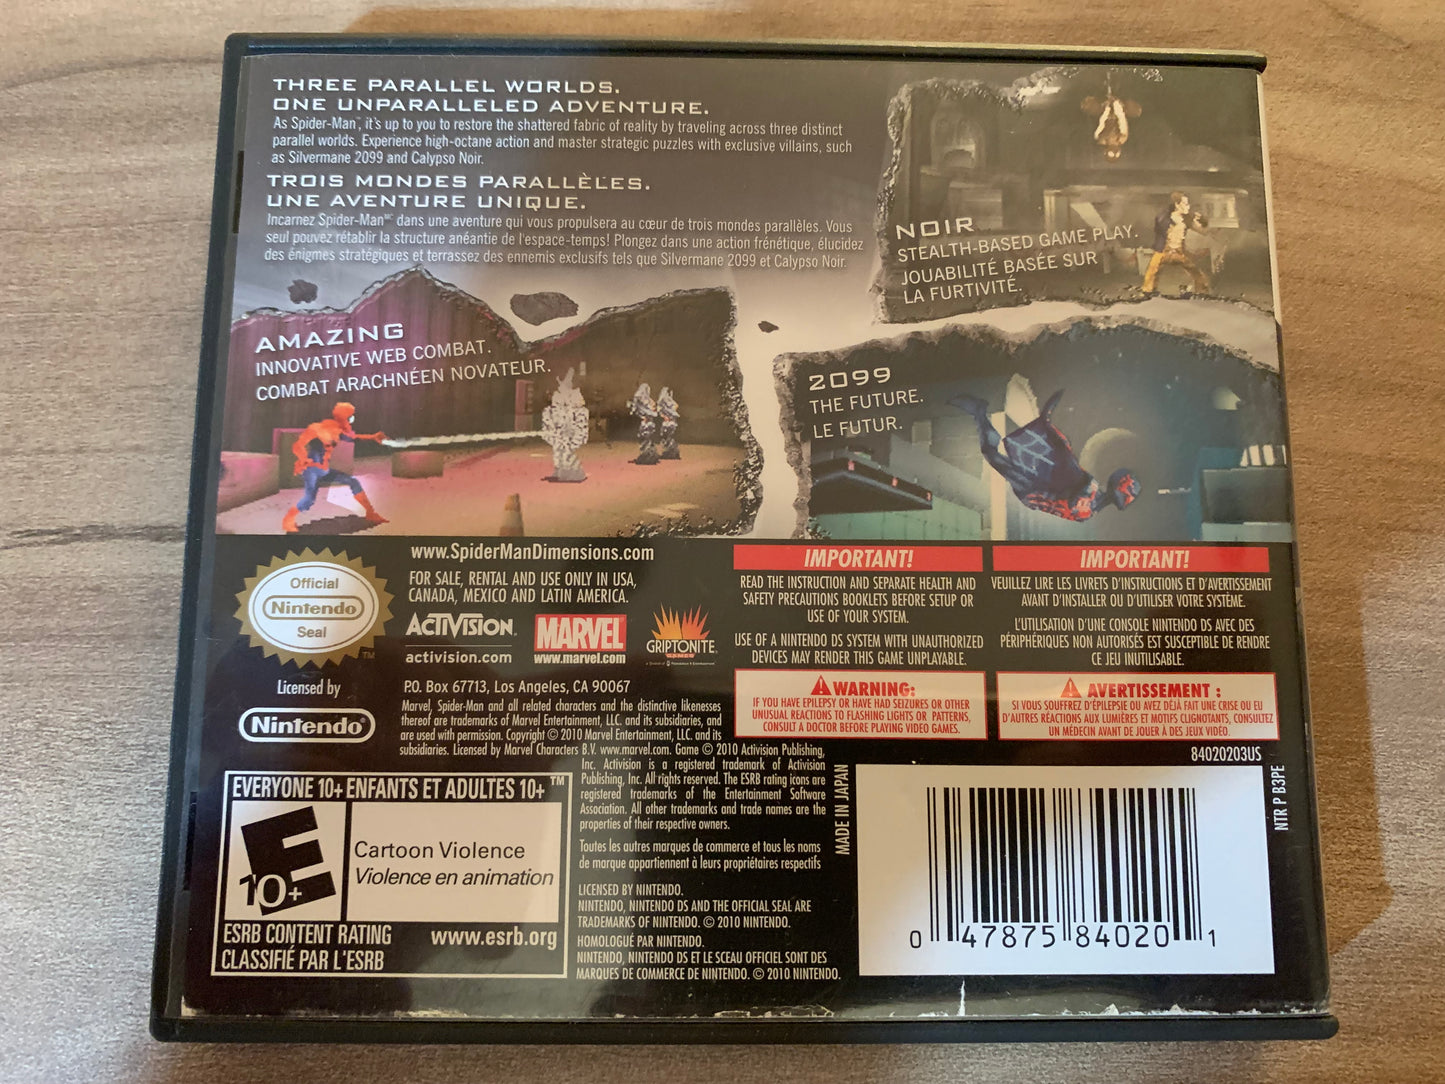 THREE PARALLEL WORLDS.
ONE UNPARALLELED ADVENTURE.
As Spider-Man™, it's up to you to restore the shattered fabric of reality by traveling across three distinct
parallel worlds. Experience high-octane action and master strategic puzzles with exclusive villains, such
as Silvermane 2099 and Calypso Noir.
TROIS MONDES PARALLÈLES.
UNE AVENTURE UNIQUE.
Incarnez Spider-Man MC dans une aventure qui vous propulsera au cœur de trois mondes parallèles. Vous
seul pouvez rétablir la structure anéantie de l'espace-temps! Plongez dans une action frénétique, élucidez
des énigmes stratégiques et terrassez des ennemis exclusifs tels que Silvermane 2099 et Calypso Noir.
NOIR
STEALTH-BASED GAME PLAY.
JOUABILITÉ BASÉE SUR
LA FURTIVITÉ.
AMAZING
INNOVATIVE WEB COMBAT.
COMBAT ARACHNÉEN NOVATEUR.
2099
THE FUTURE.
LE FUTUR.
Official
Nintendo
Seal
TM
Licensed by
Nintendo®
www.SpiderManDimensions.com
FOR SALE, RENTAL AND USE ONLY IN USA,
CANADA, MEXICO AND LATIN AMERICA.
ACTIVISION®
activision.com
MARVEL
www.marvel.com
GRIPTONITE
GAMES
P.O. Box 67713, Los Angeles, CA 90067
Marvel, Spider-Man and all related characters and the distinctive likenesses
thereof are trademarks of Marvel Entertainment, LLC. and its subsidiaries, and
are used with permission. Copyright © 2010 Marvel Entertainment, LLC. and its
subsidiaries. Licensed by Marvel Characters B.V. www.marvel.com. Game © 2010 Activision Publishing,
Inc. Activision is a registered trademark of Activision
Publishing, Inc. All rights reserved. The ESRB rating icons are
registered trademarks of the Entertainment Software
Association. All other trademarks and trade names are the
properties of their respective owners.
Toutes les autres marques de commerce et tous les noms
de marque appartiennent à leurs propriétaires respectifs
LICENSED BY NINTENDO.
NINTENDO, NINTENDO DS AND THE OFFICIAL SEAL ARE
TRADEMARKS OF NINTENDO. © 2010 NINTENDO.
HOMOLOGUÉ PAR NINTENDO.
NINTENDO, NINTENDO DS ET LE SCEAU OFFICIEL SONT DES
MARQUES DE COMMERCE DE NINTENDO. © 2010 NINTENDO.
IMPORTANT!
READ THE INSTRUCTION AND SEPARATE HEALTH AND
SAFETY PRECAUTIONS BOOKLETS BEFORE SETUP OR
USE OF YOUR SYSTEM.
USE OF A NINTENDO DS SYSTEM WITH UNAUTHORIZED
DEVICES MAY RENDER THIS GAME UNPLAYABLE.
WARNING:
IF YOU HAVE EPILEPSY OR HAVE HAD SEIZURES OR OTHER
UNUSUAL REACTIONS TO FLASHING LIGHTS OR PATTERNS,
CONSULT A DOCTOR BEFORE PLAYING VIDEO GAMES.
IMPORTANT!
VEUILLEZ LIRE LES LIVRETS D'INSTRUCTIONS ET D'AVERTISSEMENT
AVANT D'INSTALLER OU D'UTILISER VOTRE SYSTÈME.
L'UTILISATION D'UNE CONSOLE NINTENDO DS AVEC DES
PÉRIPHÉRIQUES NON AUTORISÉS EST SUSCEPTIBLE DE RENDRE
CE JEU INUTILISABLE.
AVERTISSEMENT :
SI VOUS SOUFFREZ D'ÉPILEPSIE OU AVEZ DÉJÀ FAIT UNE CRISE OU EU
D'AUTRES RÉACTIONS AUX LUMIÈRES ET MOTIFS CLIGNOTANTS, CONSULTEZ
UN MÉDECIN AVANT DE JOUER À DES JEUX VIDÉO.
84020203US
EVERYONE 10+ ENFANTS ET ADULTES 10+™
E
10+
Cartoon Violence
Violence en animation
ESRB CONTENT RATING
www.esrb.org
CLASSIFIÉ PAR L'ESRB
MADE IN JAPAN
NTR P B3PE
0 47875 84020 1